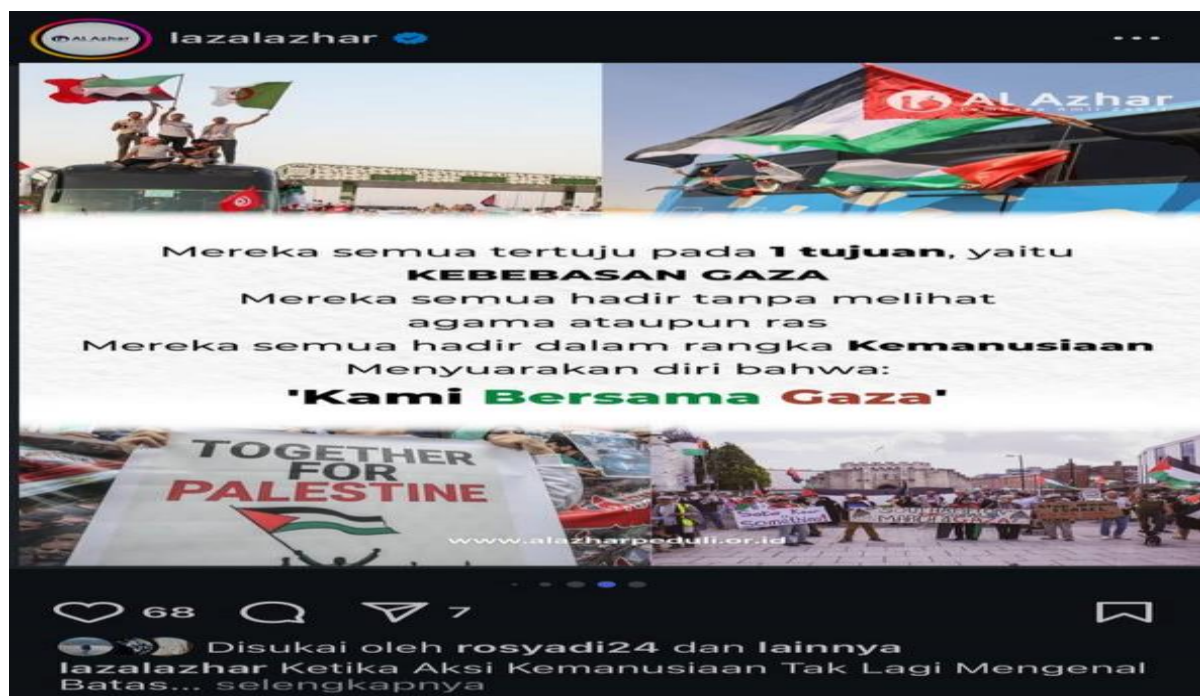 AL AZHAR
lazalazhar
AL Azhar
Mereka semua tertuju pada 1 tujuan, yaitu
KEBEBASAN GAZA
Mereka semua hadir tanpa melihat
agama ataupun ras
Mereka semua hadir dalam rangka Kemanusiaan
Menyuarakan diri bahwa:
'Kami Bersama Gaza'
TOGETHER
FOR
PALESTINE
www.alazharpeduli.or.id
68
7
Disukai oleh rosyadi24 dan lainnya
lazalazhar Ketika Aksi Kemanusiaan Tak Lagi Mengenal
Batas... selengkapnya